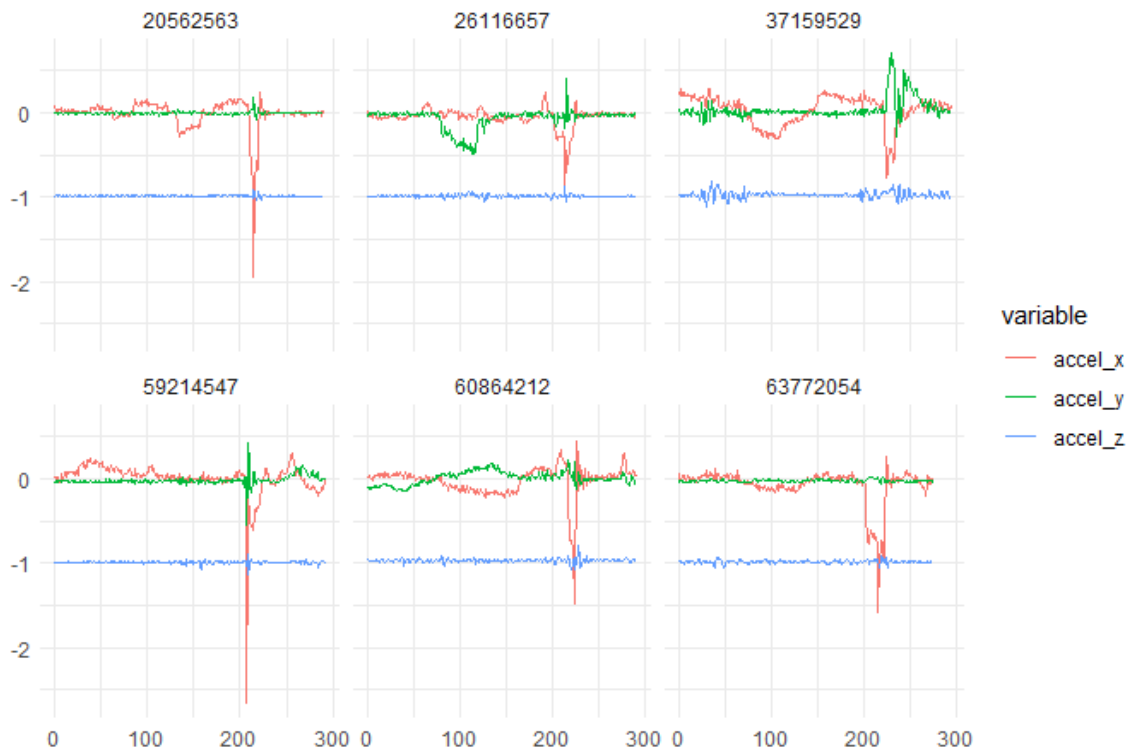 20562563 26116657 37159529
0
-1
-2
59214547 60864212 63772054
0
-1
-2
0 100 200 300 0 100 200 300 0 100 200 300
variable
accel_x
accel_y
accel_z